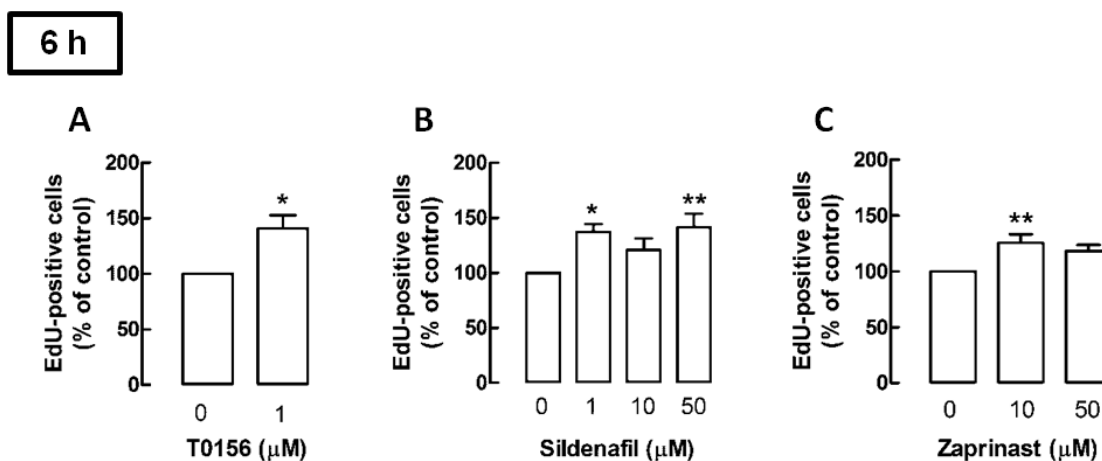 6 h
A
200
150
100
50
0
EdU-positive cells
(% of control)
*
0 1
T0156 (μM)
B
200
150
100
50
0
EdU-positive cells
(% of control)
* **
0 1 10 50
Sildenafil (μM)
C
200
150
100
50
0
EdU-positive cells
(% of control)
**
0 10 50
Zaprinast (μM)